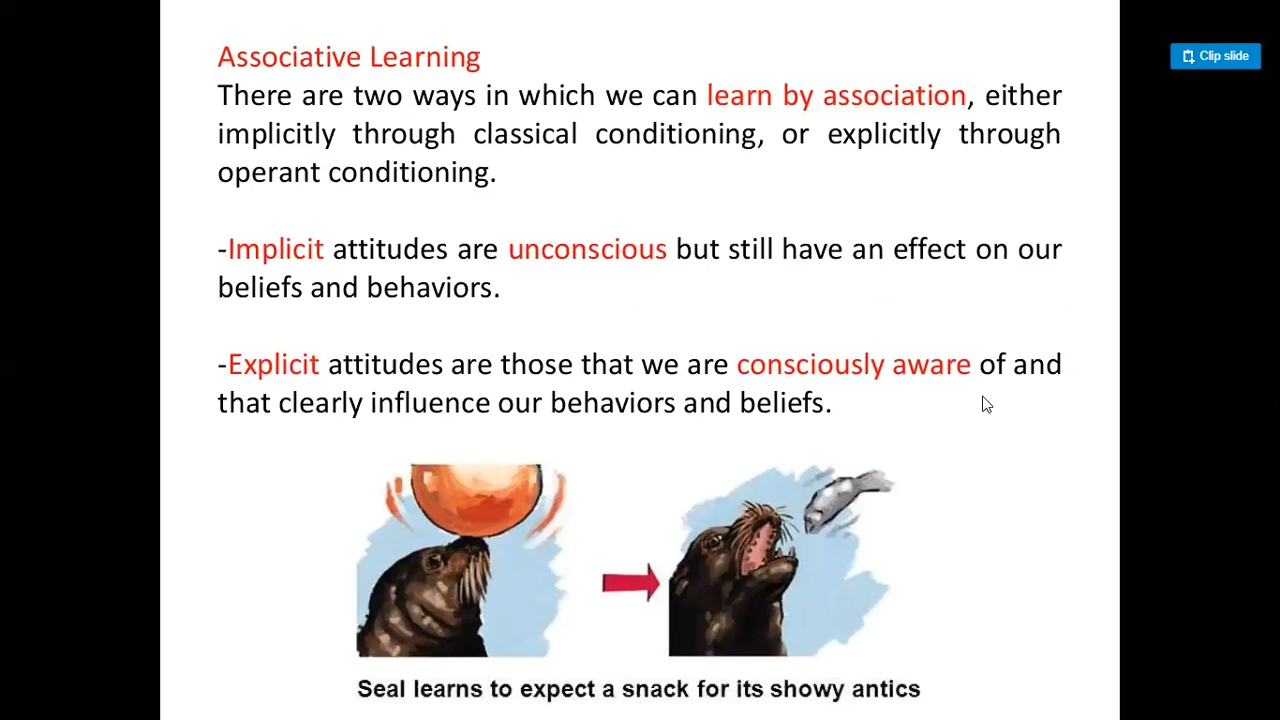 Clip slide
Associative Learning
There are two ways in which we can learn by association, either
implicitly through classical conditioning, or explicitly through
operant conditioning.
-Implicit attitudes are unconscious but still have an effect on our
beliefs and behaviors.
-Explicit attitudes are those that we are consciously aware of and
that clearly influence our behaviors and beliefs.
Seal learns to expect a snack for its showy antics